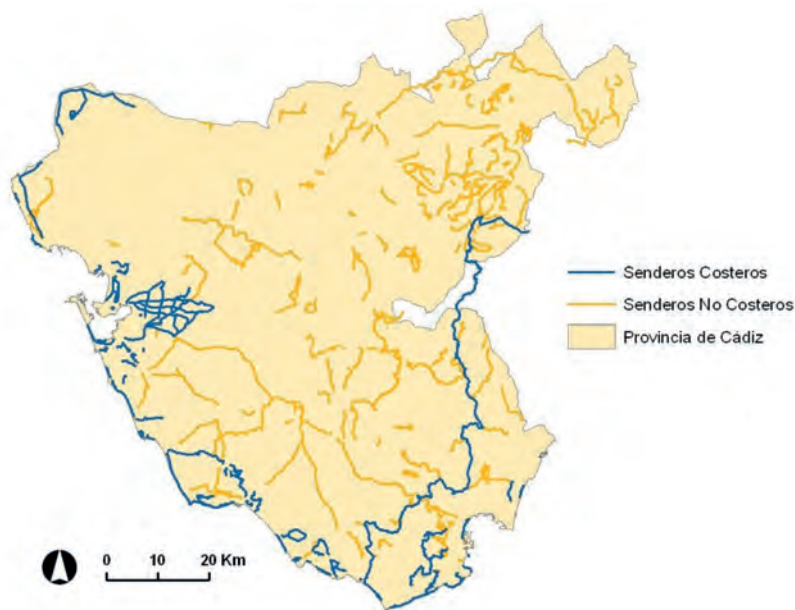 Senderos Costeros
Senderos No Costeros
Provincia de Cádiz
0 10 20 Km